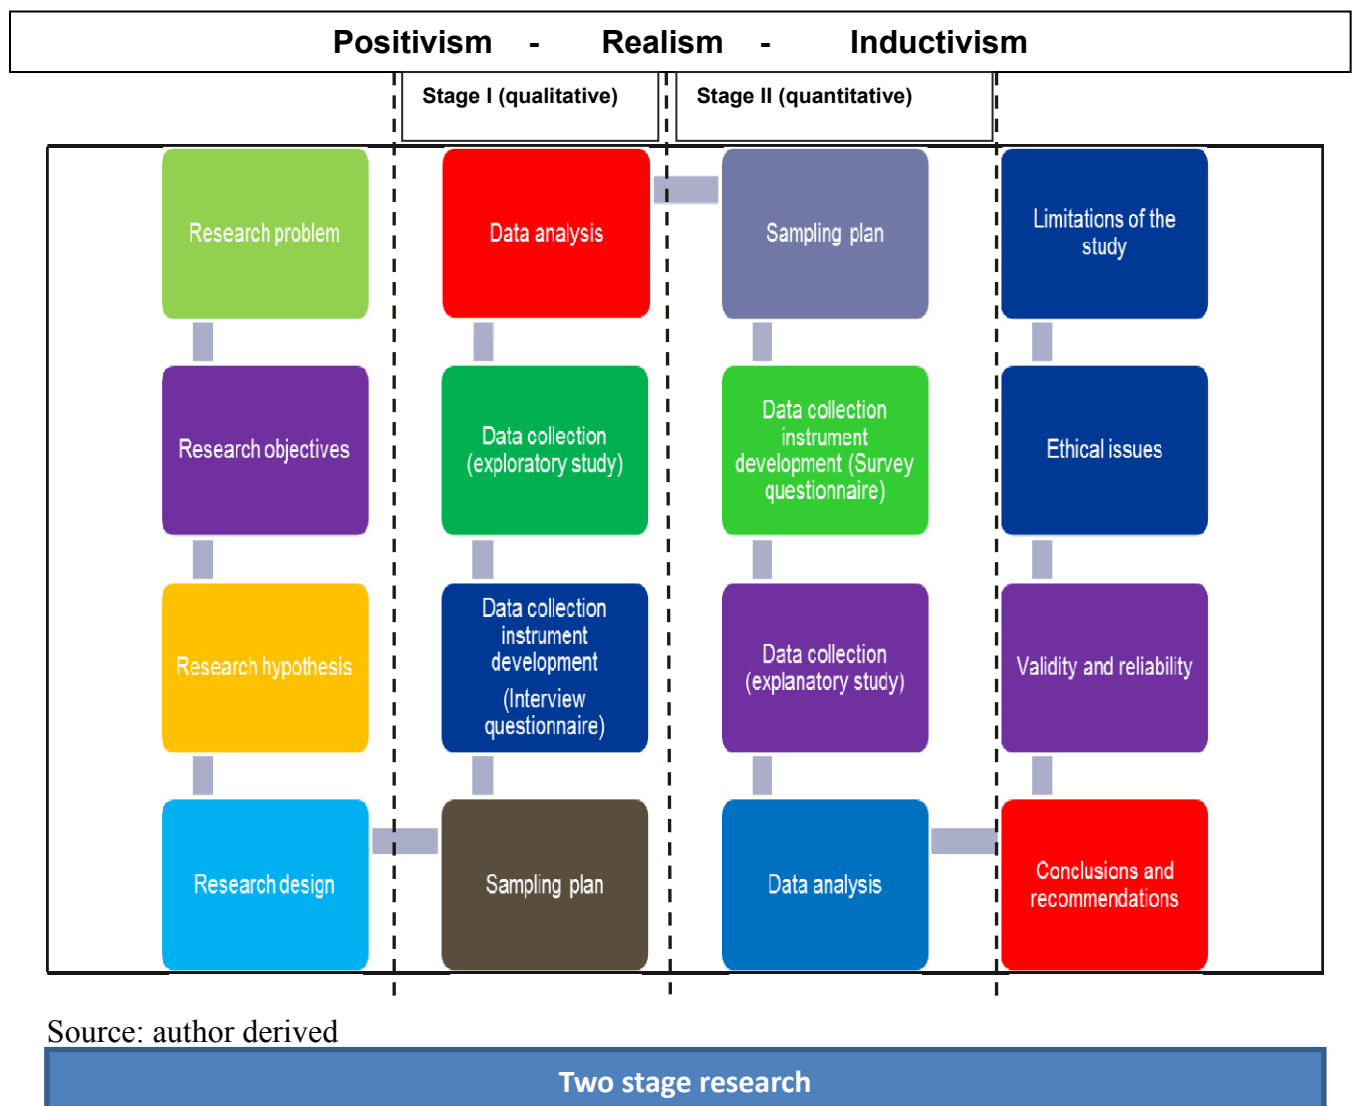 Positivism - Realism - Inductivism
Stage I (qualitative)
Stage II (quantitative)
Research problem
Data analysis
Sampling plan
Limitations of the
study
Research objectives
Data collection
(exploratory study)
Data collection
instrument
development (Survey
questionnaire)
Ethical issues
Research hypothesis
Data collection
instrument
development
(Interview
questionnaire)
Data collection
(explanatory study)
Validity and reliability
Research design
Sampling plan
Data analysis
Conclusions and
recommendations
Source: author derived
Two stage research